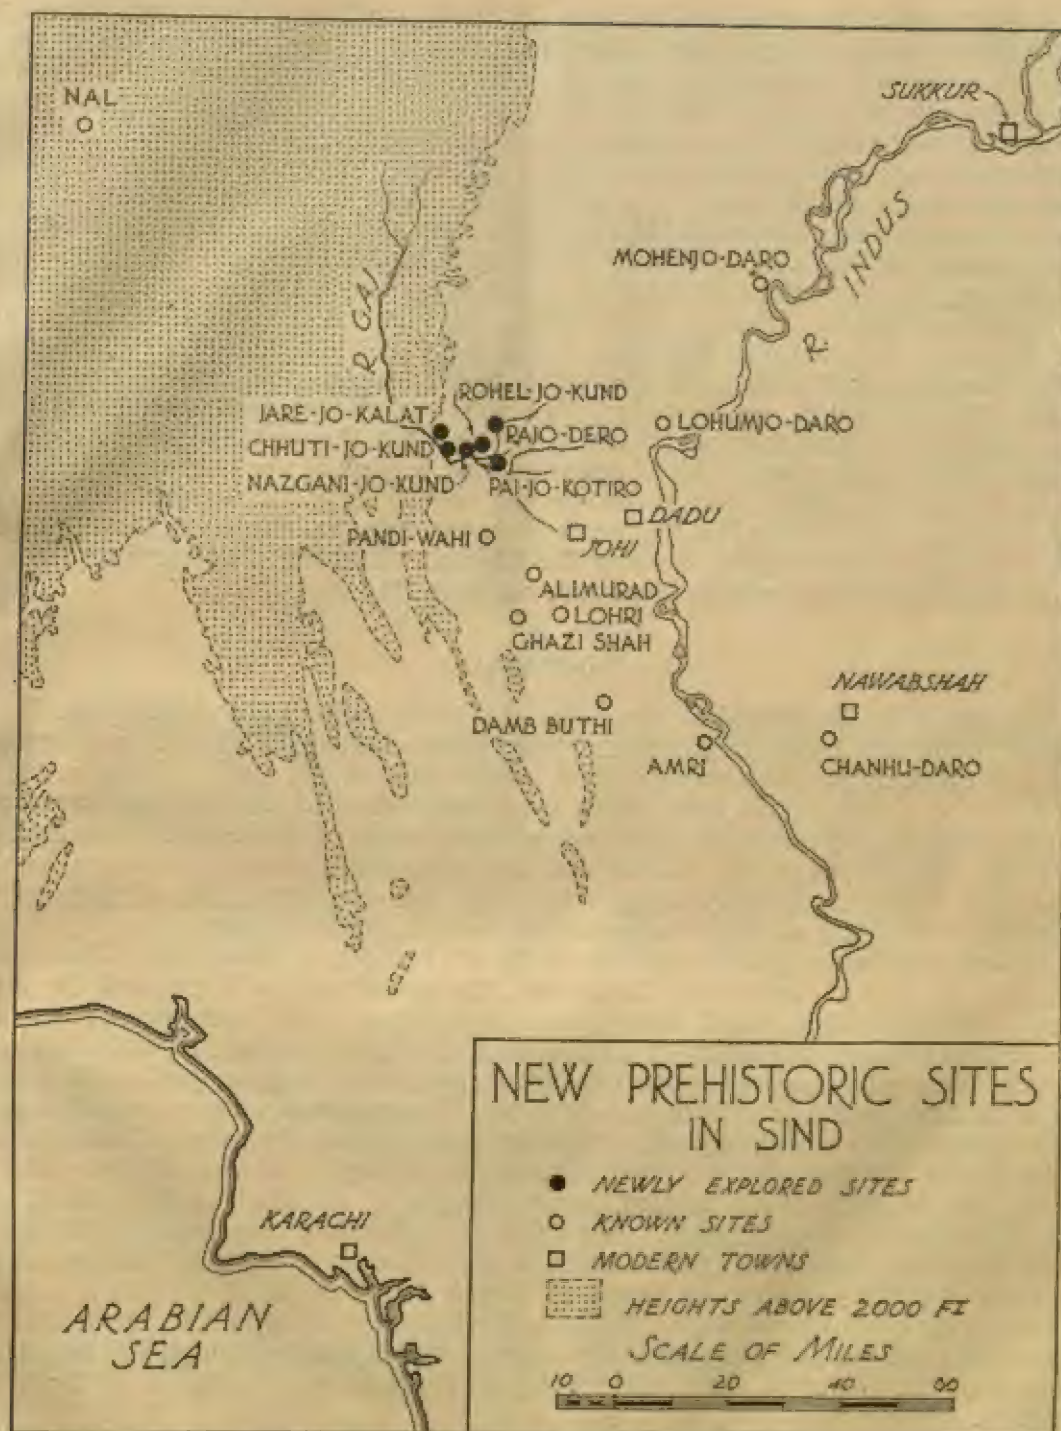 NAL
SUKKUR
MOHENJO-DARO
R. INDUS
R GAJ
ROHEL-JO-KUND
JARE-JO-KALAT
RAJO-DERO
LOHUMJO-DARO
CHHUTI-JO-KUND
NAZGANI-JO-KUND
PAI-JO-KOTIRO
DADU
PANDI-WAHI
JOHI
ALIMURAD
LOHRI
GHAZI SHAH
NAWABSHAH
DAMB BUTHI
AMRI
CHANHU-DARO
KARACHI
ARABIAN
SEA
NEW PREHISTORIC SITES
IN SIND
NEWLY EXPLORED SITES
KNOWN SITES
MODERN TOWNS
HEIGHTS ABOVE 2000 FT
SCALE OF MILES
10 0 20 40 60